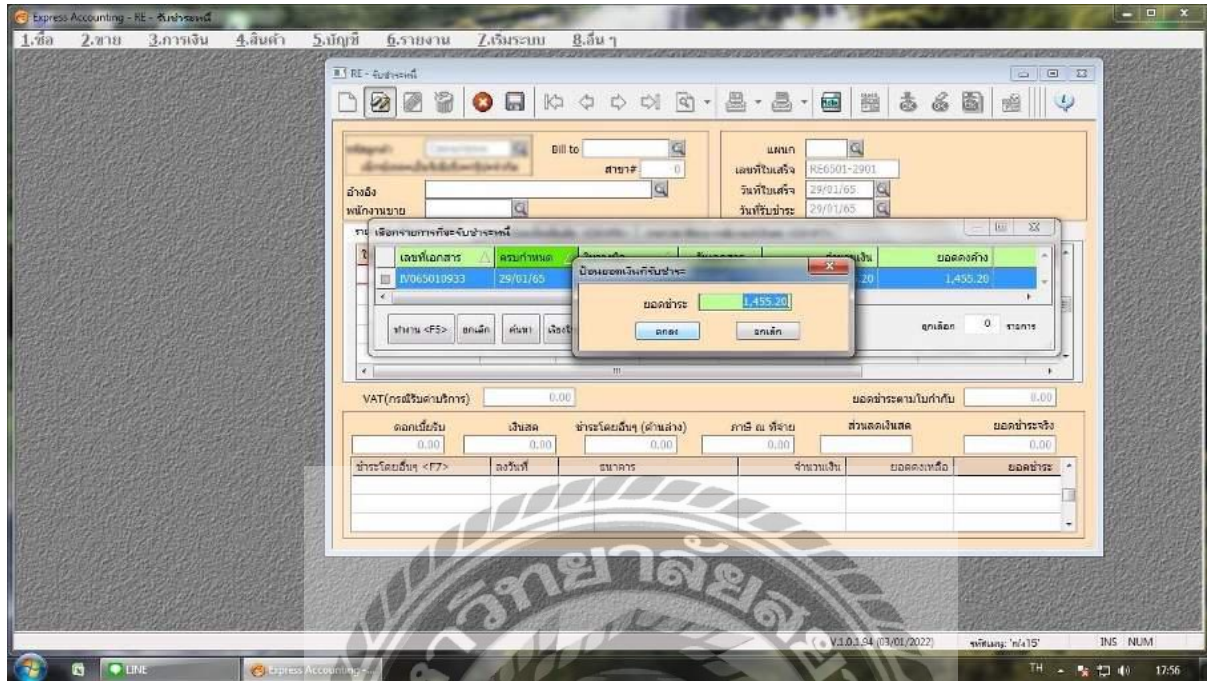 Express Accounting - RE - รับชำระหนี้
1.ซื้อ 2.ขาย 3.การเงิน 4.สินค้า 5.บัญชี 6.รายงาน 7.เริ่มระบบ 8.อื่น ๆ
RE - รับชำระหนี้
Bill to แผนก
สาขา# 0 เลขที่ใบเสร็จ RE6501-2901
อ้างอิง วันที่ใบเสร็จ 29/01/65
พนักงานขาย วันที่รับชำระ 29/01/65
เลือกรายการที่จะรับชำระหนี้
เลขที่เอกสาร ครบกำหนด ยอดคงค้าง
IV065010933 29/01/65 1,455.20
ป้อนยอดเงินที่รับชำระ
ยอดชำระ 1,455.20
ตกลง ยกเลิก
ทำงาน <F5> ยกเลิก ค้นหา ถูกเลือก 0 รายการ
VAT(กรณีรับค่าบริการ) 0.00 ยอดชำระตามใบกำกับ 0.00
ดอกเบี้ยรับ เงินสด ชำระโดยอื่นๆ (ด้านล่าง) ภาษี ณ ที่จ่าย ส่วนลดเงินสด ยอดชำระจริง
0.00 0.00 0.00 0.00 0.00
ชำระโดยอื่นๆ <F7> ลงวันที่ ธนาคาร จำนวนเงิน ยอดคงเหลือ ยอดชำระ
วิทยาลัยส
V.1.0.1.94 (03/01/2022) INS NUM
LINE Express Accounting -... TH 17:56